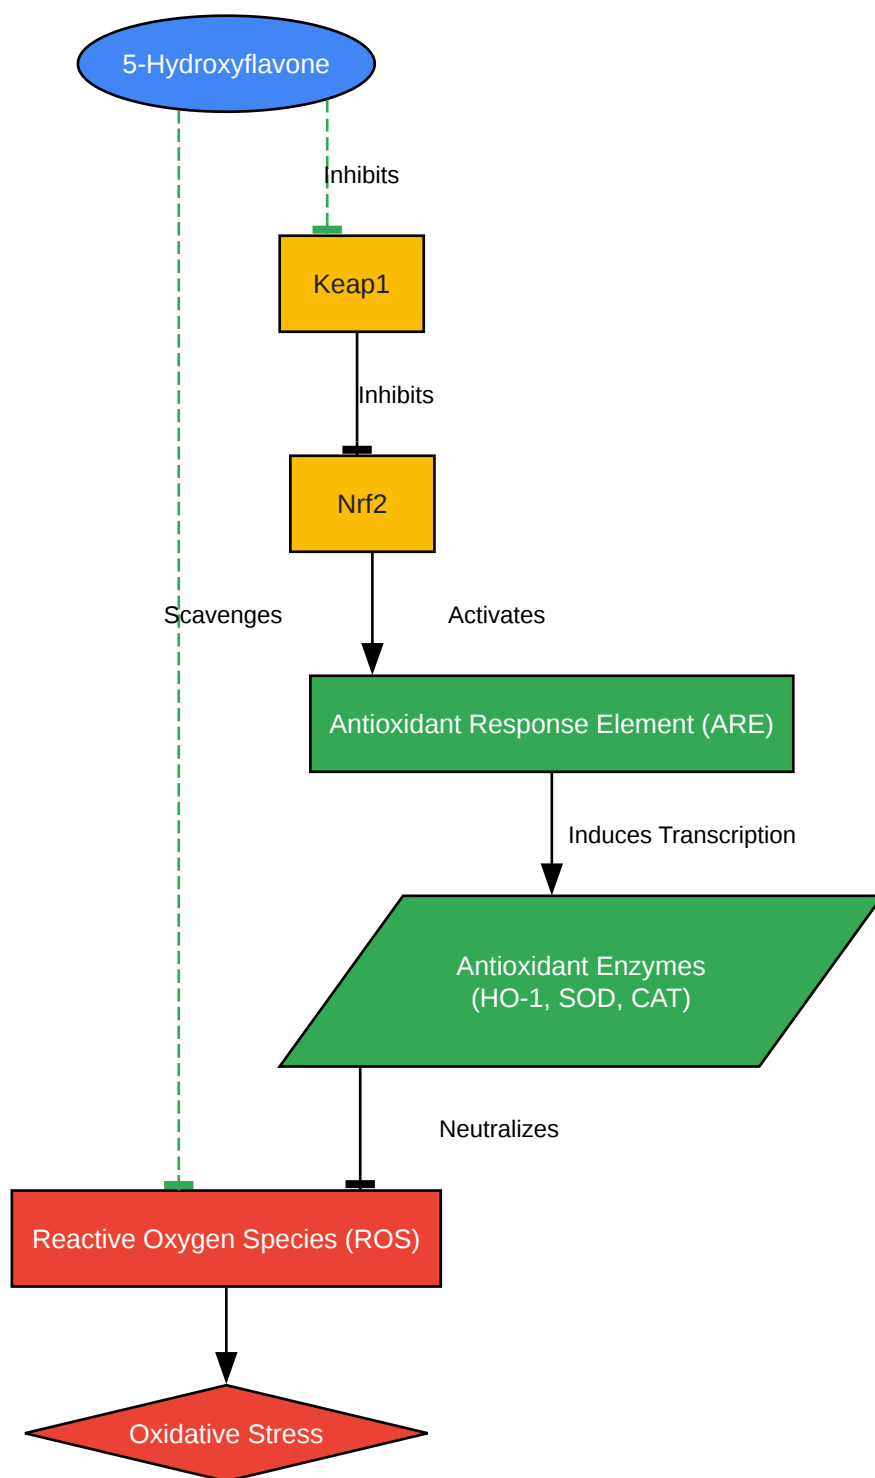 5-Hydroxyflavone
Inhibits
Keap1
Inhibits
Nrf2
Scavenges
Activates
Antioxidant Response Element (ARE)
Induces Transcription
Antioxidant Enzymes
(HO-1, SOD, CAT)
Neutralizes
Reactive Oxygen Species (ROS)
Oxidative Stress